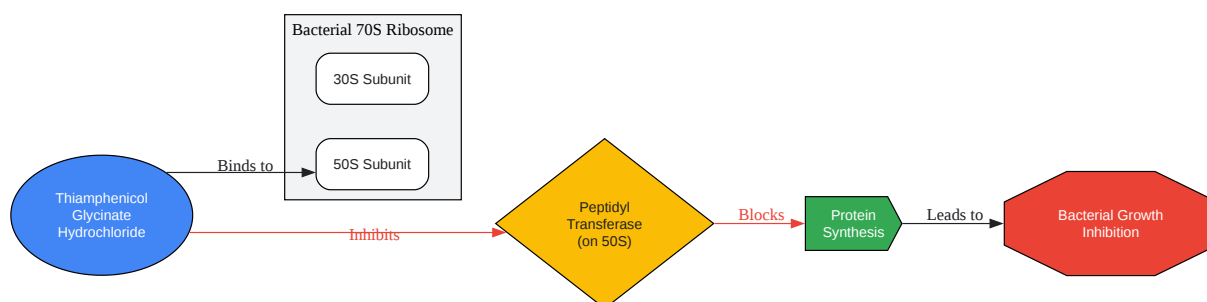 Bacterial 70S Ribosome
30S Subunit
50S Subunit
Binds to
Thiamphenicol
Glycinate
Hydrochloride
Inhibits
Peptidyl
Transferase
(on 50S)
Blocks
Protein
Synthesis
Leads to
Bacterial Growth
Inhibition